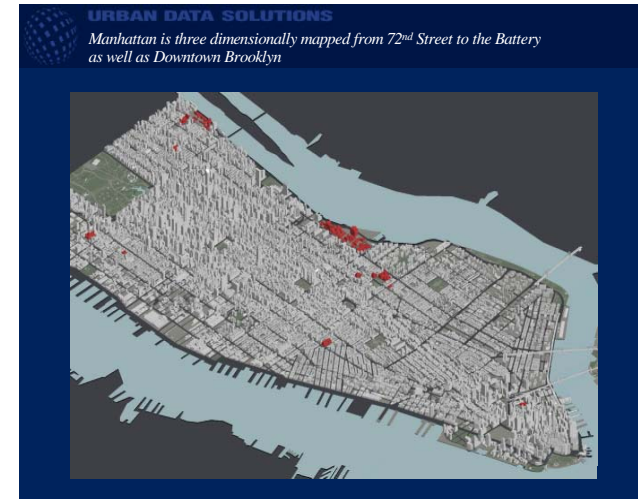 URBAN DATA SOLUTIONS
Manhattan is three dimensionally mapped from 72nd Street to the Battery
as well as Downtown Brooklyn